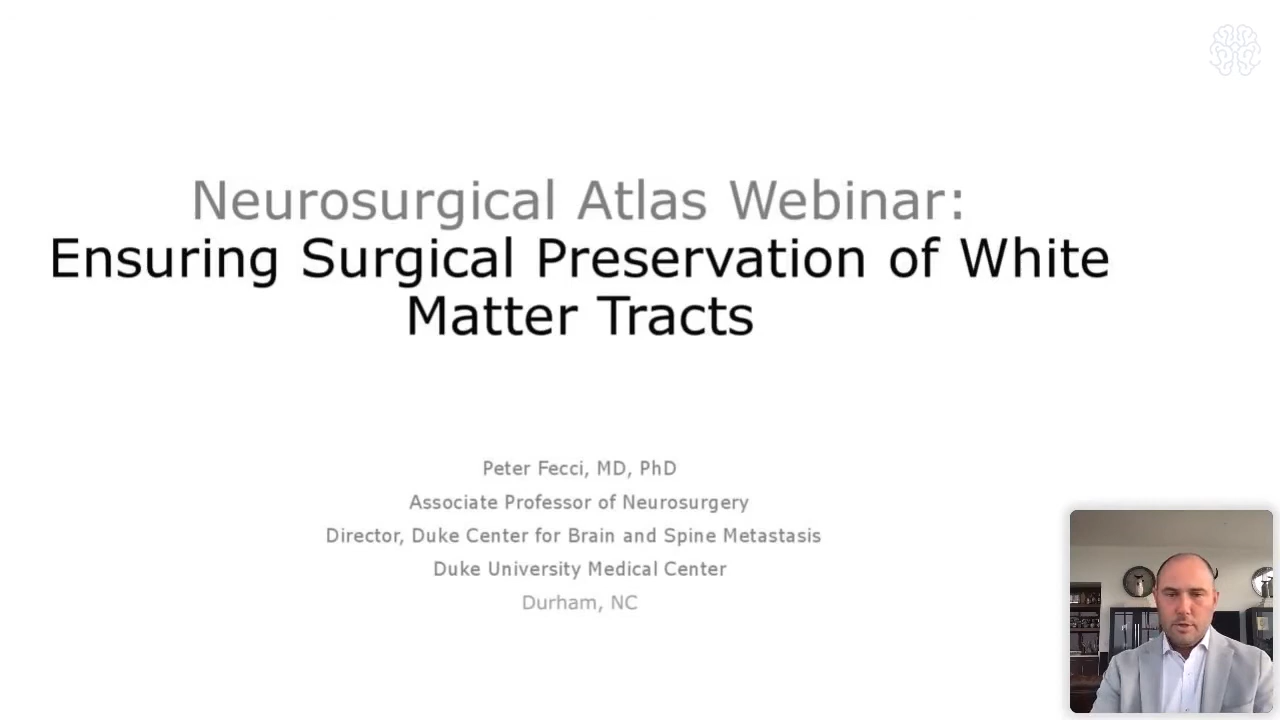 Neurosurgical Atlas Webinar:
Ensuring Surgical Preservation of White
Matter Tracts
Peter Fecci, MD, PhD
Associate Professor of Neurosurgery
Director, Duke Center for Brain and Spine Metastasis
Duke University Medical Center
Durham, NC